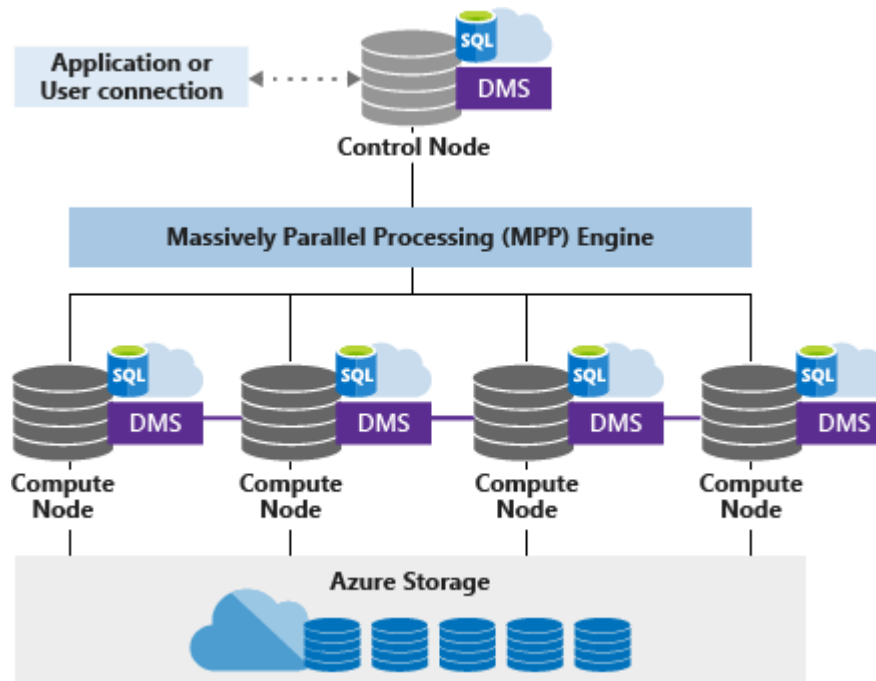 SQL
Application or
User connection
DMS
Control Node
Massively Parallel Processing (MPP) Engine
SQL
SQL
SQL
SQL
DMS
DMS
DMS
DMS
Compute
Node
Compute
Node
Compute
Node
Compute
Node
Azure Storage